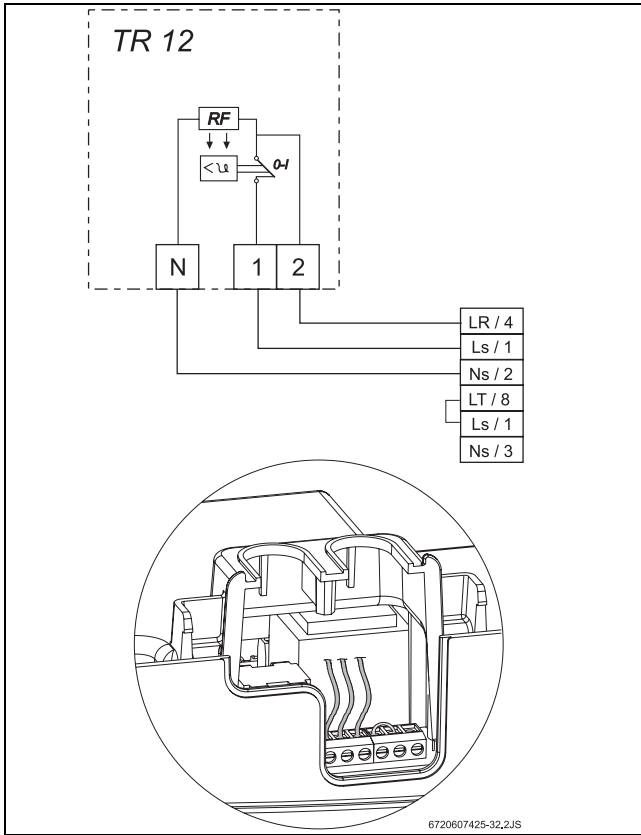 TR 12
RF
<ϑ
0-I
N 1 2
LR / 4
Ls / 1
Ns / 2
LT / 8
Ls / 1
Ns / 3
6720607425-32.2JS